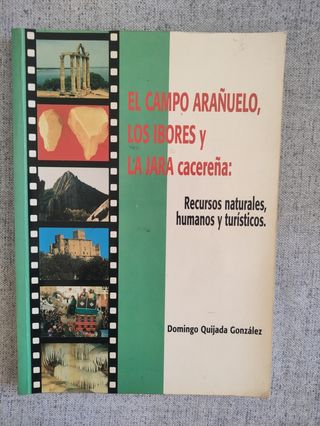 EL CAMPO ARAÑUELO,
LOS IBORES y
LA JARA cacereña:
Recursos naturales,
humanos y turísticos.
Domingo Quijada González